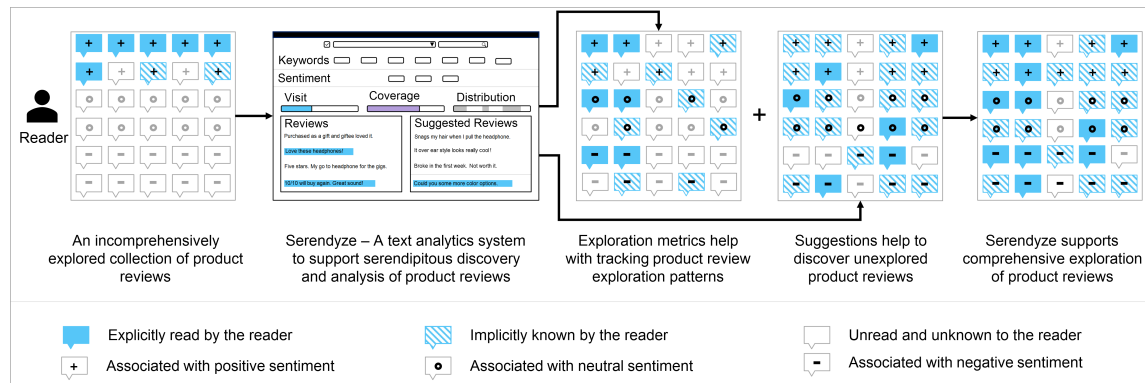 Reader
Keywords
Sentiment
Visit
Coverage
Distribution
Reviews
Purchased as a gift and giftee loved it.
Love these headphones!
Five stars. My go to headphone for the gigs.
10/10 will buy again. Great sound!
Suggested Reviews
Snags my hair when I pull the headphone.
It over ear style looks really cool!
Broke in the first week. Not worth it.
Could you some more color options.
An incomprehensively
explored collection of product
reviews
Serendyze – A text analytics system
to support serendipitous discovery
and analysis of product reviews
Exploration metrics help
with tracking product review
exploration patterns
Suggestions help to
discover unexplored
product reviews
Serendyze supports
comprehensive exploration
of product reviews
Explicitly read by the reader
Implicitly known by the reader
Unread and unknown to the reader
Associated with positive sentiment
Associated with neutral sentiment
Associated with negative sentiment